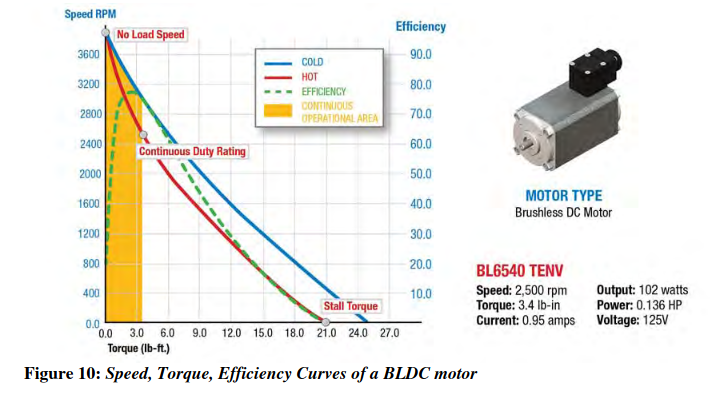 Speed RPM
Efficiency
No Load Speed
3600
3200
2800
2400
2000
1600
1200
800
400
0.0
90.0
80.0
70.0
60.0
50.0
40.0
30.0
20.0
10.0
COLD
HOT
EFFICIENCY
CONTINUOUS
OPERATIONAL AREA
Continuous Duty Rating
Stall Torque
0.0 3.0 6.0 9.0 12.0 15.0 18.0 21.0 24.0 27.0
Torque (lb-ft.)
MOTOR TYPE
Brushless DC Motor
BL6540 TENV
Speed: 2,500 rpm
Torque: 3.4 lb-in
Current: 0.95 amps
Output: 102 watts
Power: 0.136 HP
Voltage: 125V
Figure 10: Speed, Torque, Efficiency Curves of a BLDC motor